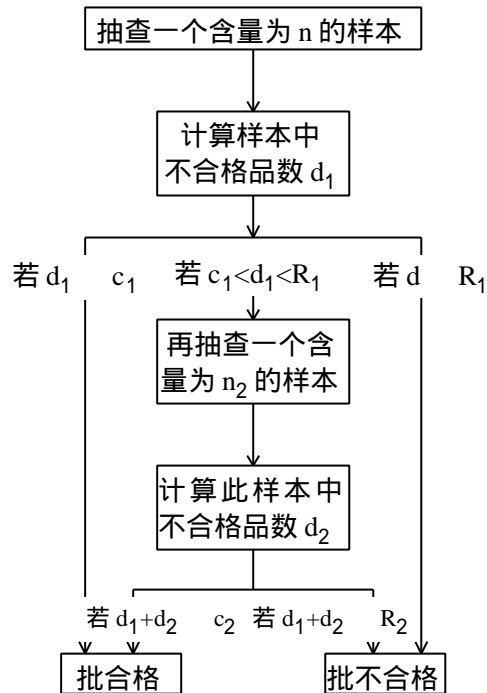 抽查一个含量为 n 的样本
计算样本中
不合格品数 d₁
若 d₁ c₁ 若 c₁<d₁<R₁ 若 d R₁
再抽查一个含
量为 n₂ 的样本
计算此样本中
不合格品数 d₂
若 d₁+d₂ c₂ 若 d₁+d₂ R₂
批合格 批不合格